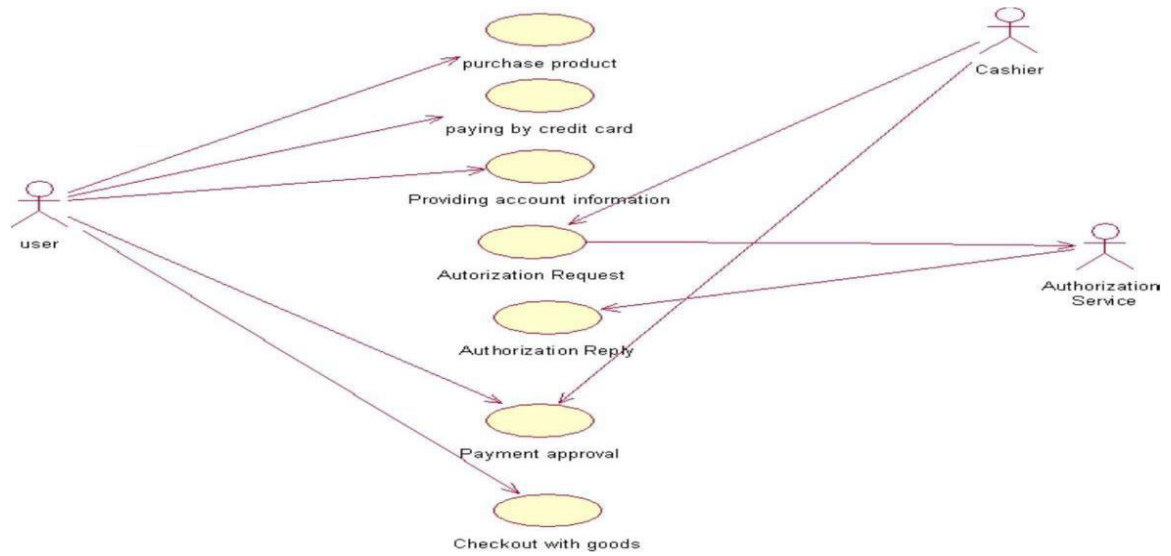 purchase product
Cashier
paying by credit card
Providing account information
user
Autorization Request
Authorization
Service
Authorization Reply
Payment approval
Checkout with goods